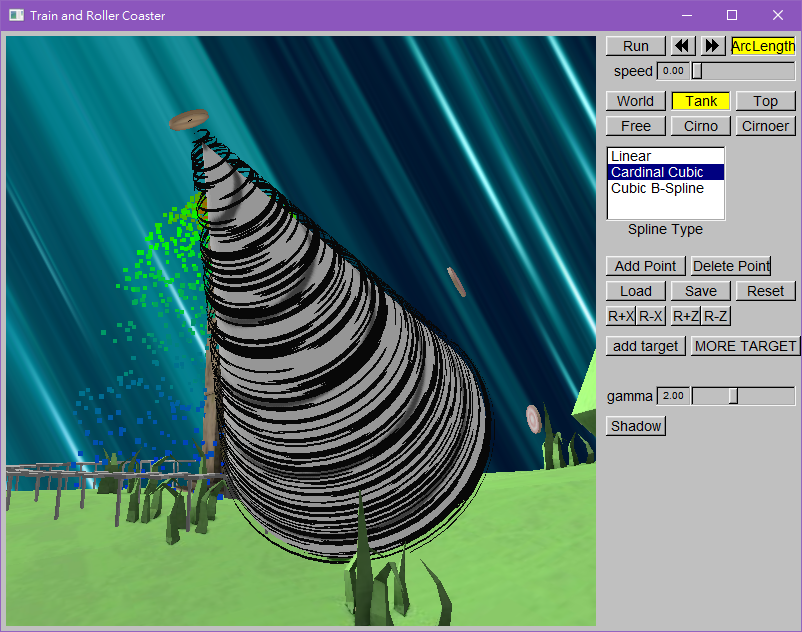 Train and Roller Coaster
Run
ArcLength
speed 0.00
World Tank Top
Free Cirno Cirnoer
Linear
Cardinal Cubic
Cubic B-Spline
Spline Type
Add Point Delete Point
Load Save Reset
R+X R-X R+Z R-Z
add target MORE TARGET
gamma 2.00
Shadow